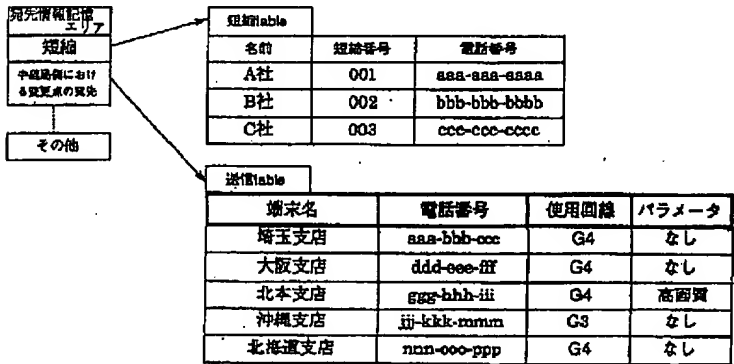 宛先情報記憶
エリア
短縮
中継局側におけ
る変更点の宛先
その他
短縮table
名前 短縮番号 電話番号
A社 001 aaa-aaa-aaaa
B社 002 bbb-bbb-bbbb
C社 003 ccc-ccc-cccc
送信table
端末名 電話番号 使用回線 パラメータ
埼玉支店 aaa-bbb-ccc G4 なし
大阪支店 ddd-eee-fff G4 なし
北本支店 ggg-hhh-iii G4 高画質
沖縄支店 jjj-kkk-mmm G3 なし
北海道支店 nnn-ooo-ppp G4 なし